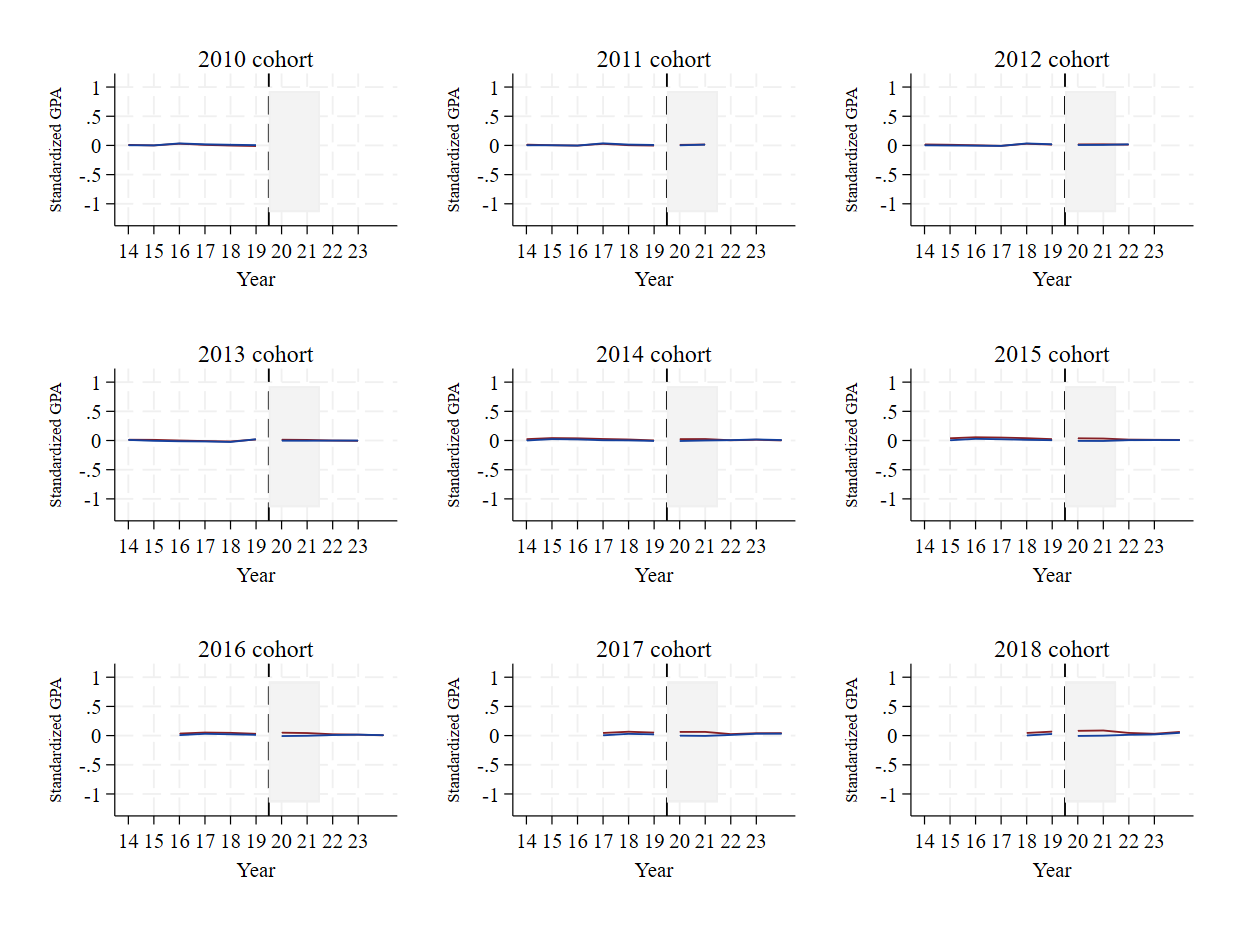 2010 cohort
1
.5
0
-.5
-1
Standardized GPA
14 15 16 17 18 19 20 21 22 23
Year
2011 cohort
1
.5
0
-.5
-1
Standardized GPA
14 15 16 17 18 19 20 21 22 23
Year
2012 cohort
1
.5
0
-.5
-1
Standardized GPA
14 15 16 17 18 19 20 21 22 23
Year
2013 cohort
1
.5
0
-.5
-1
Standardized GPA
14 15 16 17 18 19 20 21 22 23
Year
2014 cohort
1
.5
0
-.5
-1
Standardized GPA
14 15 16 17 18 19 20 21 22 23
Year
2015 cohort
1
.5
0
-.5
-1
Standardized GPA
14 15 16 17 18 19 20 21 22 23
Year
2016 cohort
1
.5
0
-.5
-1
Standardized GPA
14 15 16 17 18 19 20 21 22 23
Year
2017 cohort
1
.5
0
-.5
-1
Standardized GPA
14 15 16 17 18 19 20 21 22 23
Year
2018 cohort
1
.5
0
-.5
-1
Standardized GPA
14 15 16 17 18 19 20 21 22 23
Year